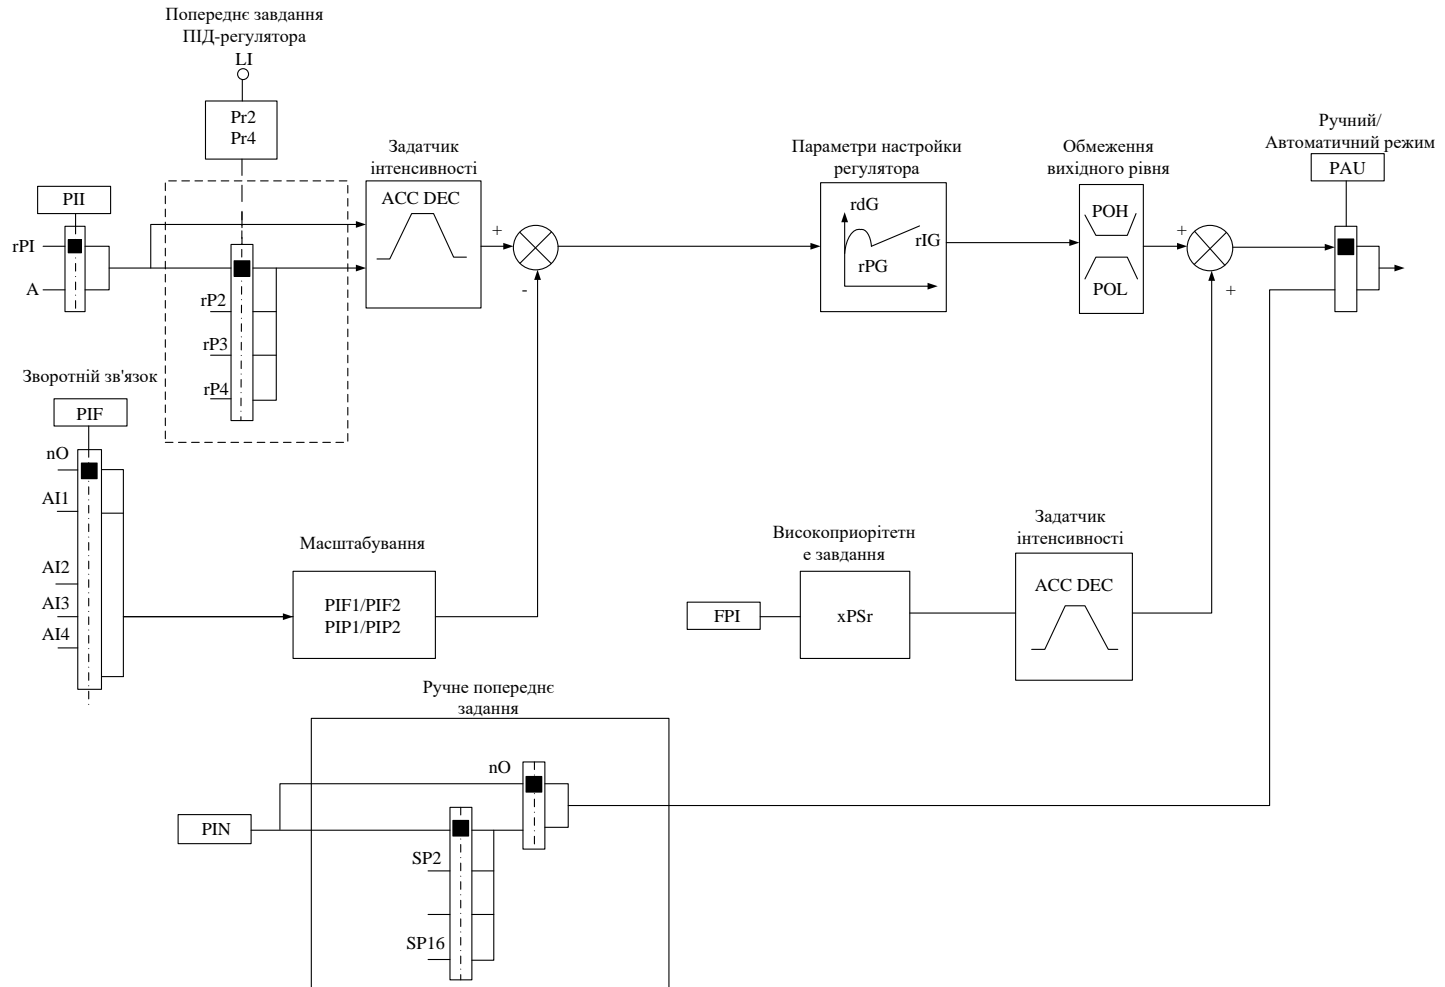 Попереднє завдання
ПІД-регулятора
LI
Pr2
Pr4
Задатчик
інтенсивності
ACC DEC
PII
rPI
A
rP2
rP3
rP4
+
-
Параметри настройки
регулятора
rdG
rIG
rPG
Обмеження
вихідного рівня
POH
POL
+
+
Ручний/
Автоматичний режим
PAU
Зворотній зв'язок
PIF
nO
AI1
AI2
AI3
AI4
Масштабування
PIF1/PIF2
PIP1/PIP2
Високопріорітетн
е завдання
FPI
xPSr
Задатчик
інтенсивності
ACC DEC
Ручне попереднє
задання
nO
PIN
SP2
SP16